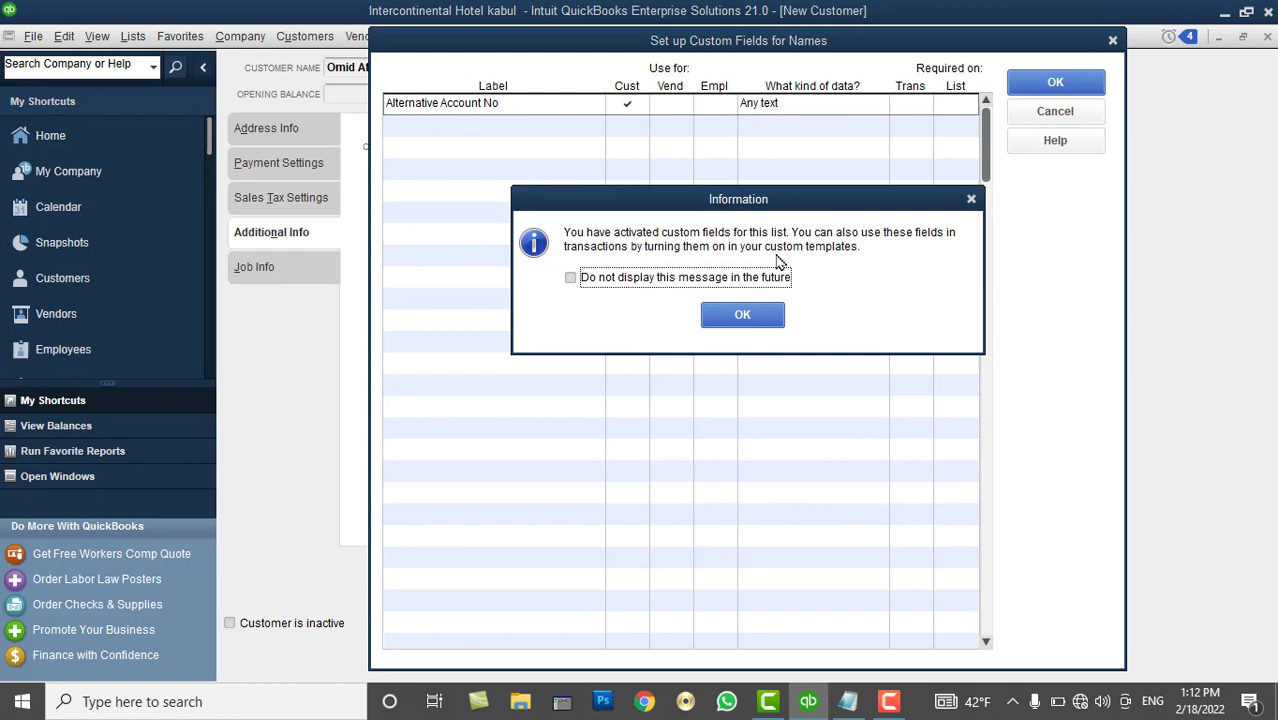 Intercontinental Hotel kabul - Intuit QuickBooks Enterprise Solutions 21.0 - [New Customer]
File Edit View Lists Favorites Company Customers
4
Search Company or Help
My Shortcuts
Home
My Company
Calendar
Snapshots
Customers
Vendors
Employees
My Shortcuts
View Balances
Run Favorite Reports
Open Windows
Do More With QuickBooks
Get Free Workers Comp Quote
Order Labor Law Posters
Order Checks & Supplies
Promote Your Business
Finance with Confidence
CUSTOMER NAME Omid Af
OPENING BALANCE
Address Info
Payment Settings
Sales Tax Settings
Additional Info
Job Info
Customer is inactive
Set up Custom Fields for Names
Use for: Required on:
Label Cust Vend Empl What kind of data? Trans List
Alternative Account No ✓ Any text
OK
Cancel
Help
Information
You have activated custom fields for this list. You can also use these fields in
transactions by turning them on in your custom templates.
Do not display this message in the future
OK
Type here to search
42°F
ENG
1:12 PM
2/18/2022
1